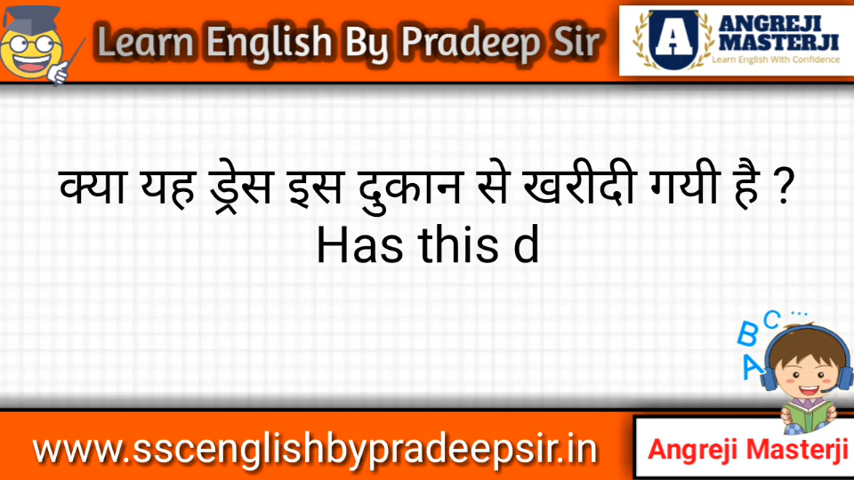 Learn English By Pradeep Sir
A
ANGREJI
MASTERJI
Learn English With Confidence
क्या यह ड्रेस इस दुकान से खरीदी गयी है ?
Has this d
A B C ...
www.sscenglishbypradeepsir.in
Angreji Masterji